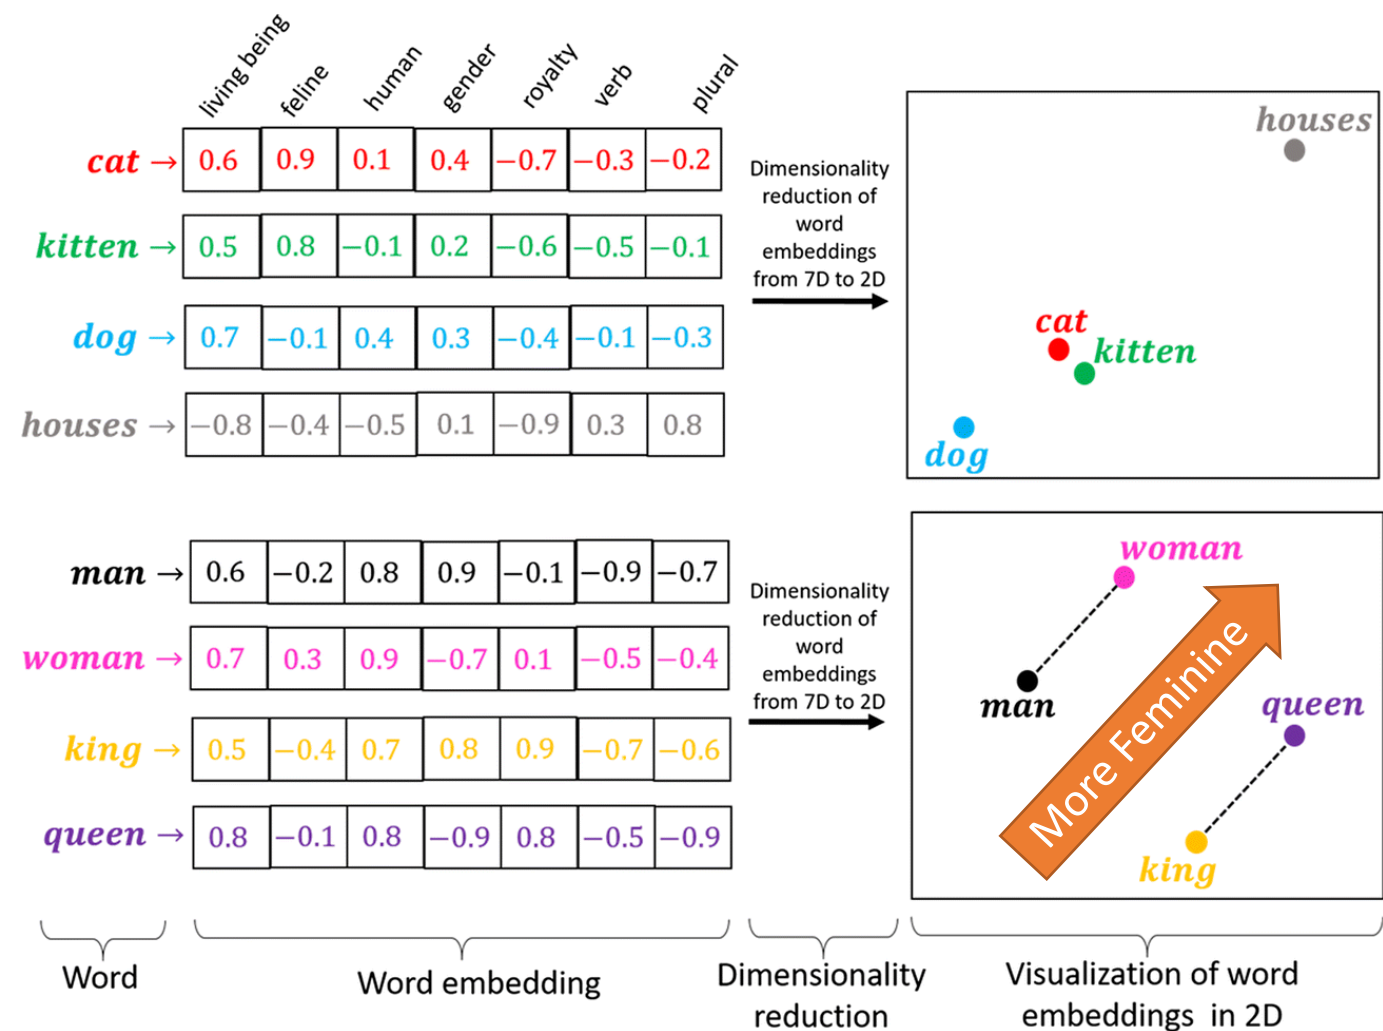 living being feline human gender royalty verb plural
cat → 0.6 0.9 0.1 0.4 −0.7 −0.3 −0.2
kitten → 0.5 0.8 −0.1 0.2 −0.6 −0.5 −0.1
dog → 0.7 −0.1 0.4 0.3 −0.4 −0.1 −0.3
houses → −0.8 −0.4 −0.5 0.1 −0.9 0.3 0.8
Dimensionality
reduction of
word
embeddings
from 7D to 2D
houses
cat
kitten
dog
man → 0.6 −0.2 0.8 0.9 −0.1 −0.9 −0.7
woman → 0.7 0.3 0.9 −0.7 0.1 −0.5 −0.4
king → 0.5 −0.4 0.7 0.8 0.9 −0.7 −0.6
queen → 0.8 −0.1 0.8 −0.9 0.8 −0.5 −0.9
Dimensionality
reduction of
word
embeddings
from 7D to 2D
woman
man
queen
king
More Feminine
Word
Word embedding
Dimensionality
reduction
Visualization of word
embeddings in 2D